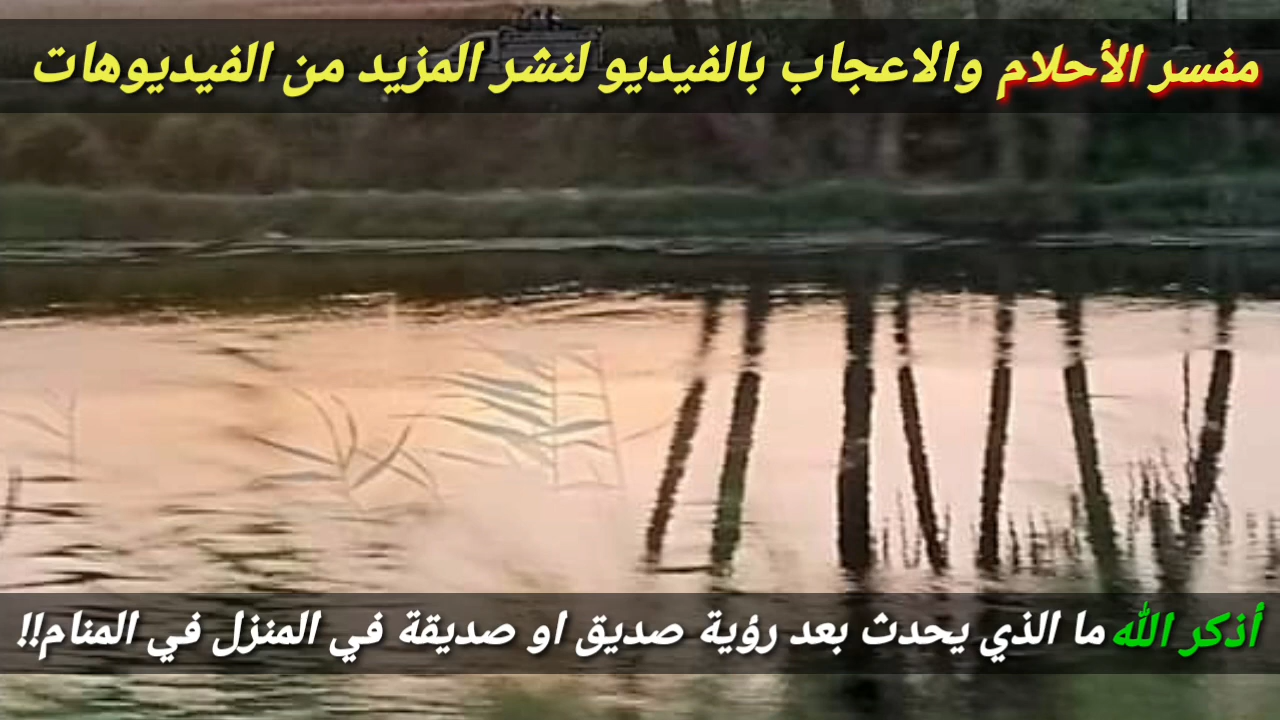 مفسر الأحلام والاعجاب بالفيديو لنشر المزيد من الفيديوهات
أذكر الله ما الذي يحدث بعد رؤية صديق او صديقة في المنزل في المنام!!